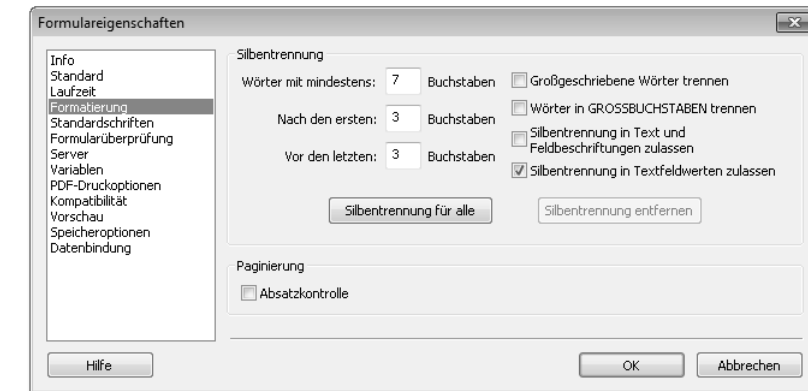 Formulareigenschaften
Info
Standard
Laufzeit
Formatierung
Standardschriften
Formularüberprüfung
Server
Variablen
PDF-Druckoptionen
Kompatibilität
Vorschau
Speicheroptionen
Datenbindung
Silbentrennung
Wörter mit mindestens: 7 Buchstaben
Nach den ersten: 3 Buchstaben
Vor den letzten: 3 Buchstaben
Großgeschriebene Wörter trennen
Wörter in GROSSBUCHSTABEN trennen
Silbentrennung in Text und
Feldbeschriftungen zulassen
Silbentrennung in Textfeldwerten zulassen
Silbentrennung für alle
Silbentrennung entfernen
Paginierung
Absatzkontrolle
Hilfe
OK
Abbrechen